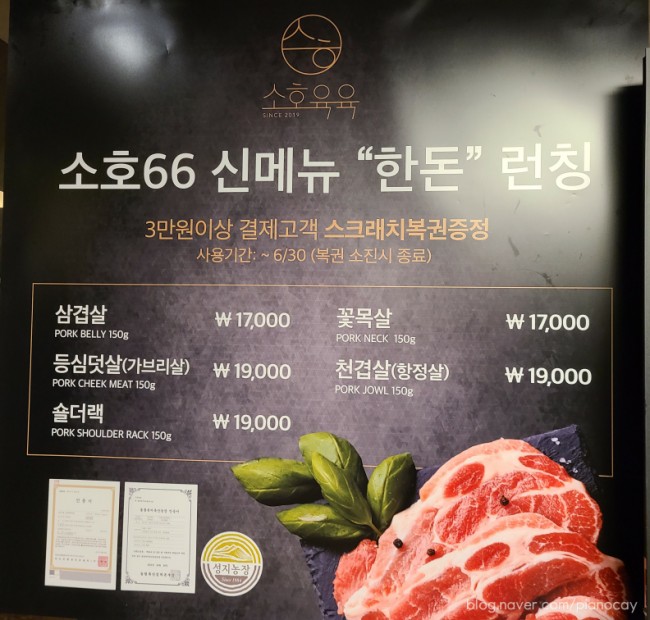 소호
소호육육
SINCE 2019
소호66 신메뉴 “한돈” 런칭
3만원이상 결제고객 스크래치복권증정
사용기간: ~ 6/30 (복권 소진시 종료)
삼겹살 ₩ 17,000
PORK BELLY 150g
등심덧살(가브리살) ₩ 19,000
PORK CHEEK MEAT 150g
숄더랙 ₩ 19,000
PORK SHOULDER RACK 150g
꽃목살 ₩ 17,000
PORK NECK 150g
천겹살(항정살) ₩ 19,000
PORK JOWL 150g
성지농장
Since 1984
blog.naver.com/pianocay